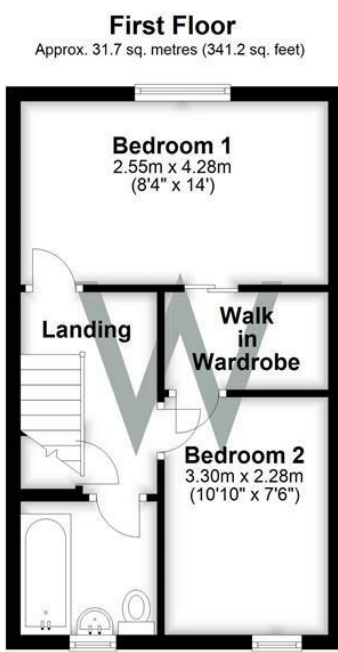 First Floor
Approx. 31.7 sq. metres (341.2 sq. feet)
Bedroom 1
2.55m x 4.28m
(8'4" x 14')
Landing
Walk
in
Wardrobe
W
Bedroom 2
3.30m x 2.28m
(10'10" x 7'6")